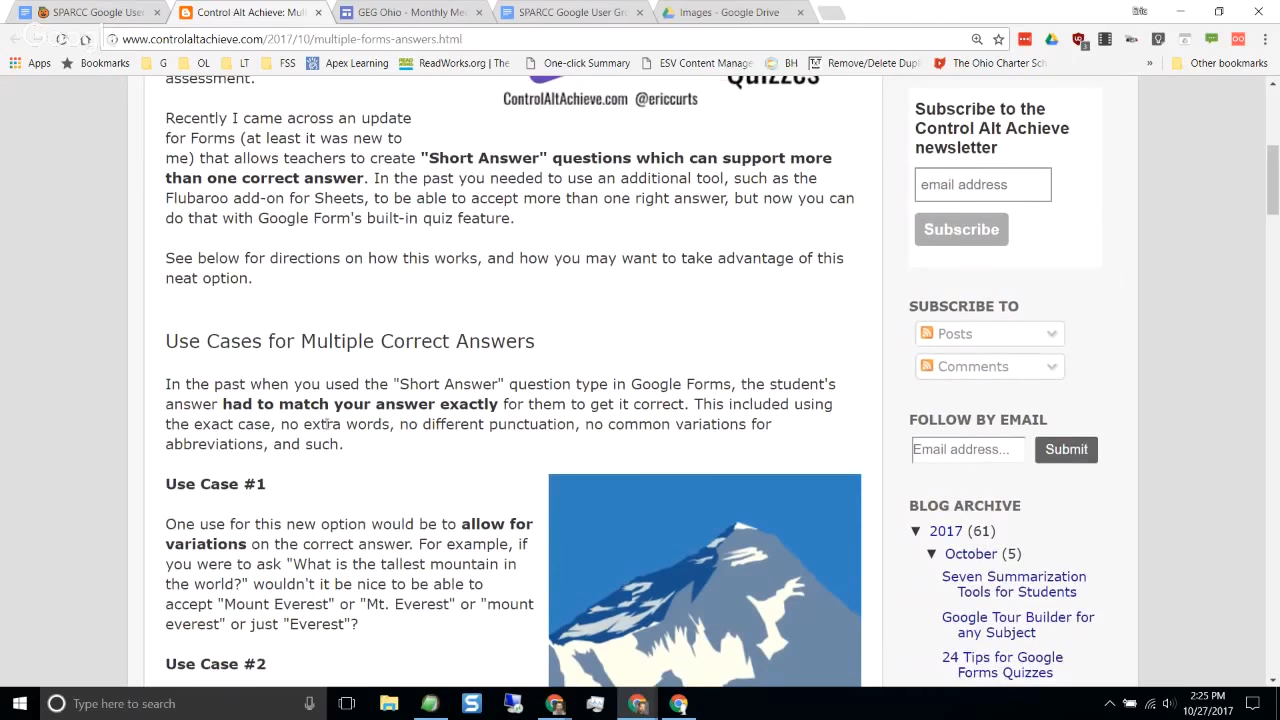 SPARCC Google Users
Control Alt Achieve: Mul
GEG Ohio - Monthly Mee
SPARCC Google User Gro
Images - Google Drive
www.controlaltachieve.com/2017/10/multiple-forms-answers.html
Apps
Bookmarks
G
OL
LT
FSS
Apex Learning
ReadWorks.org | The
One-click Summary
ESV Content Manage
BH
Remove/Delete Dupl
The Ohio Charter Sch
»
Other bookmarks
assessment.
Quizzes
ControlAltAchieve.com @ericcurts
Recently I came across an update
for Forms (at least it was new to
me) that allows teachers to create "Short Answer" questions which can support more
than one correct answer. In the past you needed to use an additional tool, such as the
Flubaroo add-on for Sheets, to be able to accept more than one right answer, but now you can
do that with Google Form's built-in quiz feature.
See below for directions on how this works, and how you may want to take advantage of this
neat option.
Use Cases for Multiple Correct Answers
In the past when you used the "Short Answer" question type in Google Forms, the student's
answer had to match your answer exactly for them to get it correct. This included using
the exact case, no extra words, no different punctuation, no common variations for
abbreviations, and such.
Use Case #1
One use for this new option would be to allow for
variations on the correct answer. For example, if
you were to ask "What is the tallest mountain in
the world?" wouldn't it be nice to be able to
accept "Mount Everest" or "Mt. Everest" or "mount
everest" or just "Everest"?
Use Case #2
Subscribe to the
Control Alt Achieve
newsletter
email address
Subscribe
SUBSCRIBE TO
Posts
Comments
FOLLOW BY EMAIL
Email address...
Submit
BLOG ARCHIVE
▼ 2017 (61)
▼ October (5)
Seven Summarization
Tools for Students
Google Tour Builder for
any Subject
24 Tips for Google
Forms Quizzes
Type here to search
2:25 PM
10/27/2017